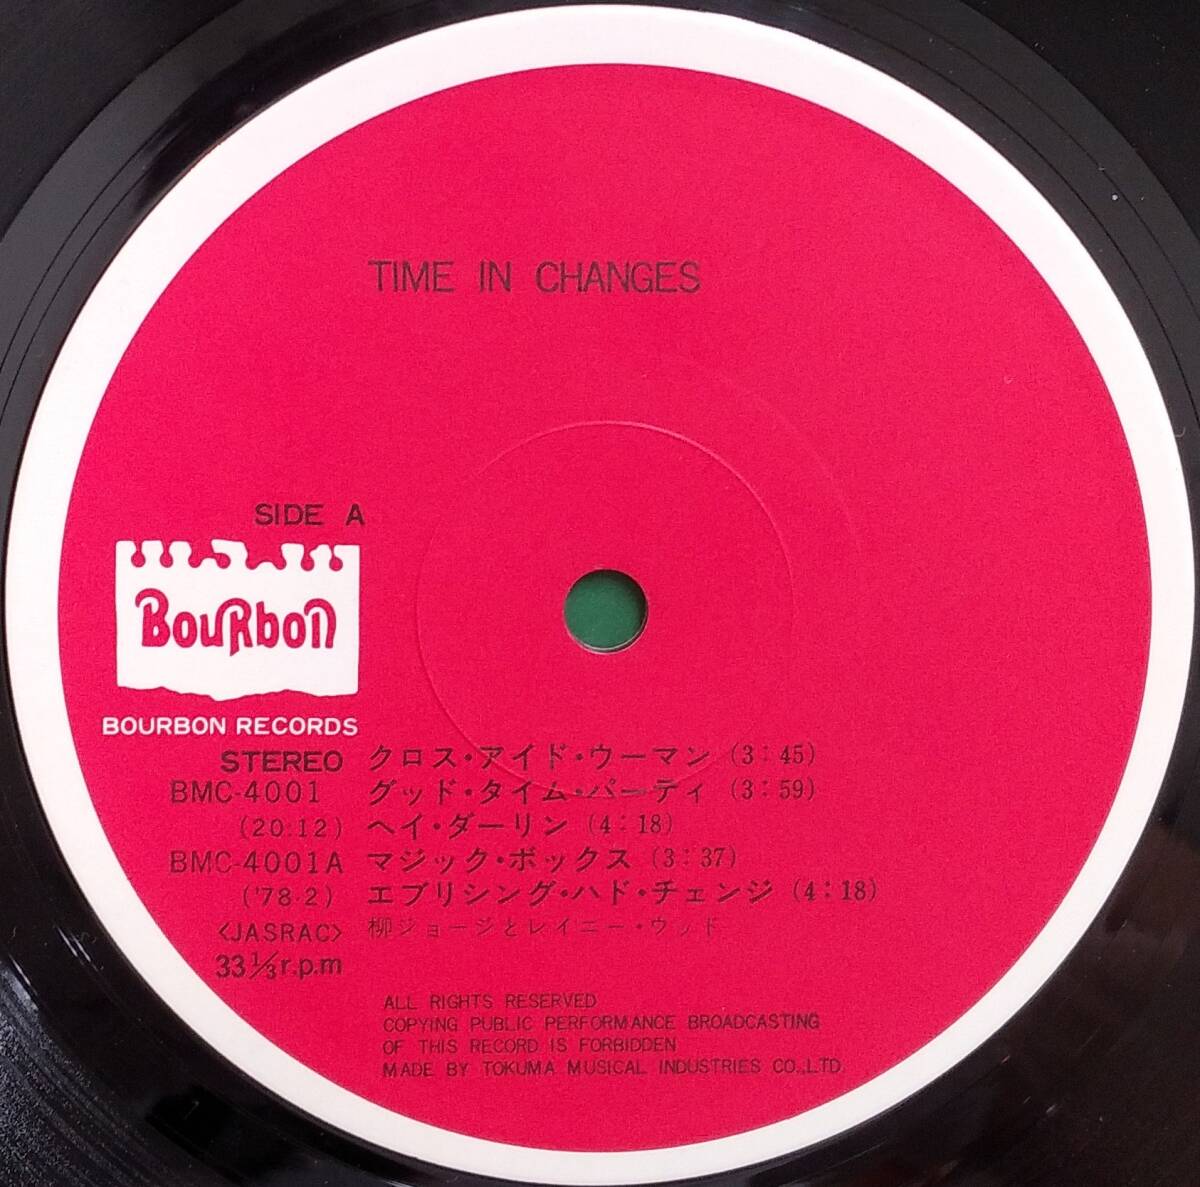 TIME IN CHANGES
SIDE A
BouRbon
BOURBON RECORDS
STEREO クロス・アイド・ウーマン (3:45)
BMC-4001 グッド・タイム・パーティ (3:59)
(20:12) ヘイ・ダーリン (4:18)
BMC-4001A マジック・ボックス (3:37)
('78·2) エブリシング・ハド・チェンジ (4:18)
<JASRAC> 柳ジョージとレイニー・ウッド
33⅓r.p.m
ALL RIGHTS RESERVED
COPYING PUBLIC PERFORMANCE BROADCASTING
OF THIS RECORD IS FORBIDDEN
MADE BY TOKUMA MUSICAL INDUSTRIES CO.,LTD.